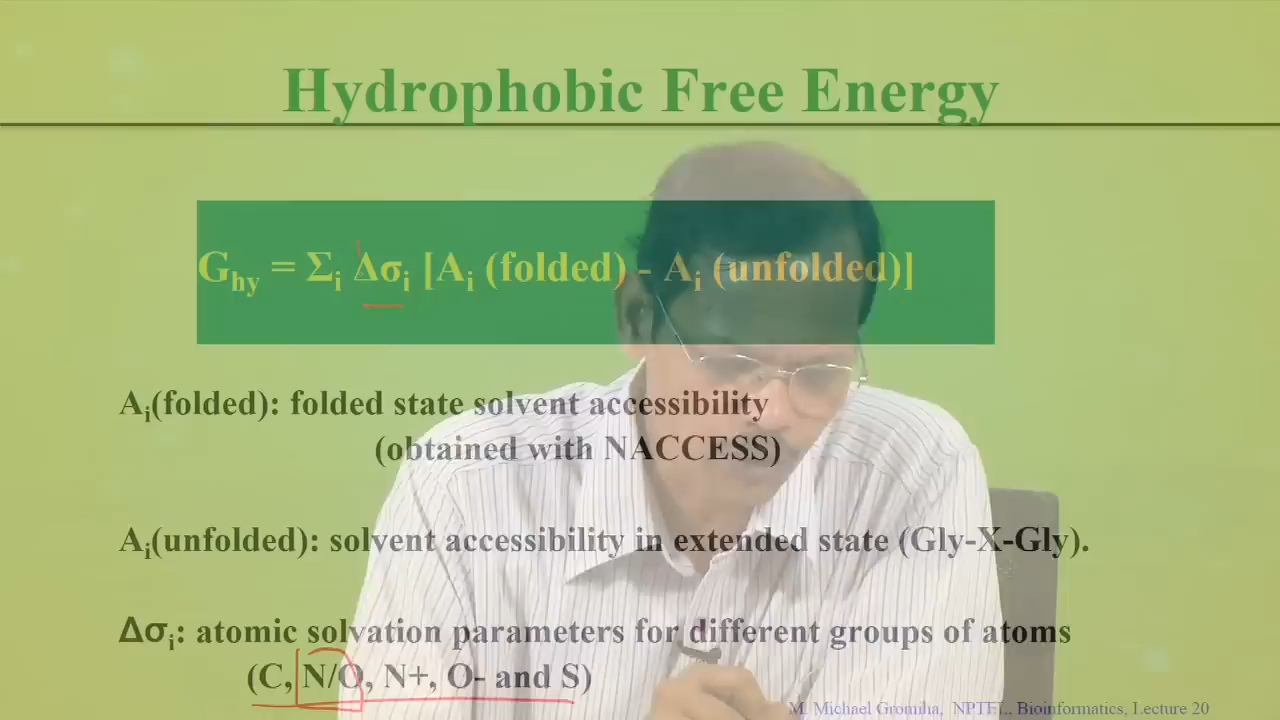 Hydrophobic Free Energy
Ghy = Σi Δσi [Ai (folded) - Ai (unfolded)]
Ai(folded): folded state solvent accessibility
(obtained with NACCESS)
Ai(unfolded): solvent accessibility in extended state (Gly-X-Gly).
Δσi: atomic solvation parameters for different groups of atoms
(C, N/O, N+, O- and S)
M. Michael Gromiha, NPTEL, Bioinformatics, Lecture 20